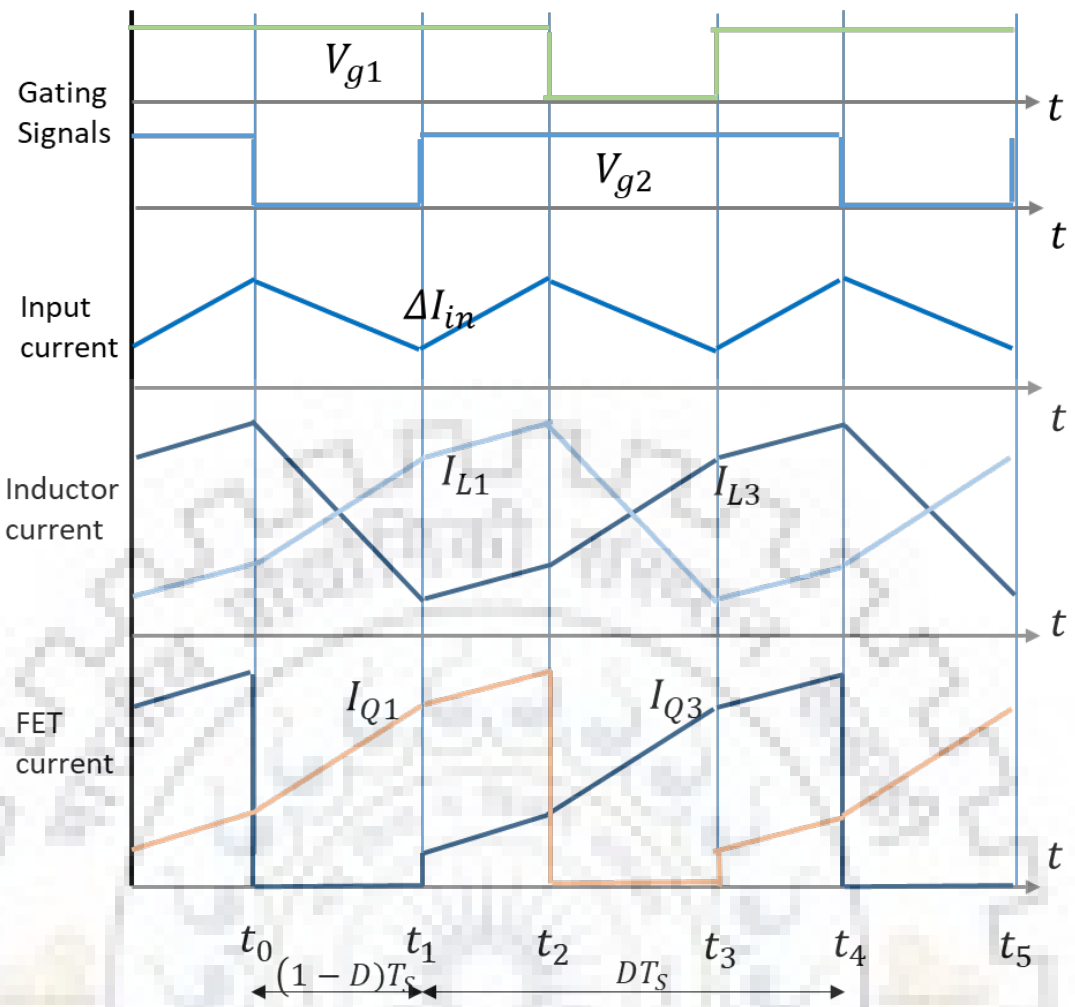 Gating
Signals
V_{g1}
t
V_{g2}
t
Input
current
ΔI_{in}
t
Inductor
current
I_{L1}
I_{L3}
t
FET
current
I_{Q1}
I_{Q3}
t
t_0 t_1 t_2 t_3 t_4 t_5
(1 − D)T_S DT_S